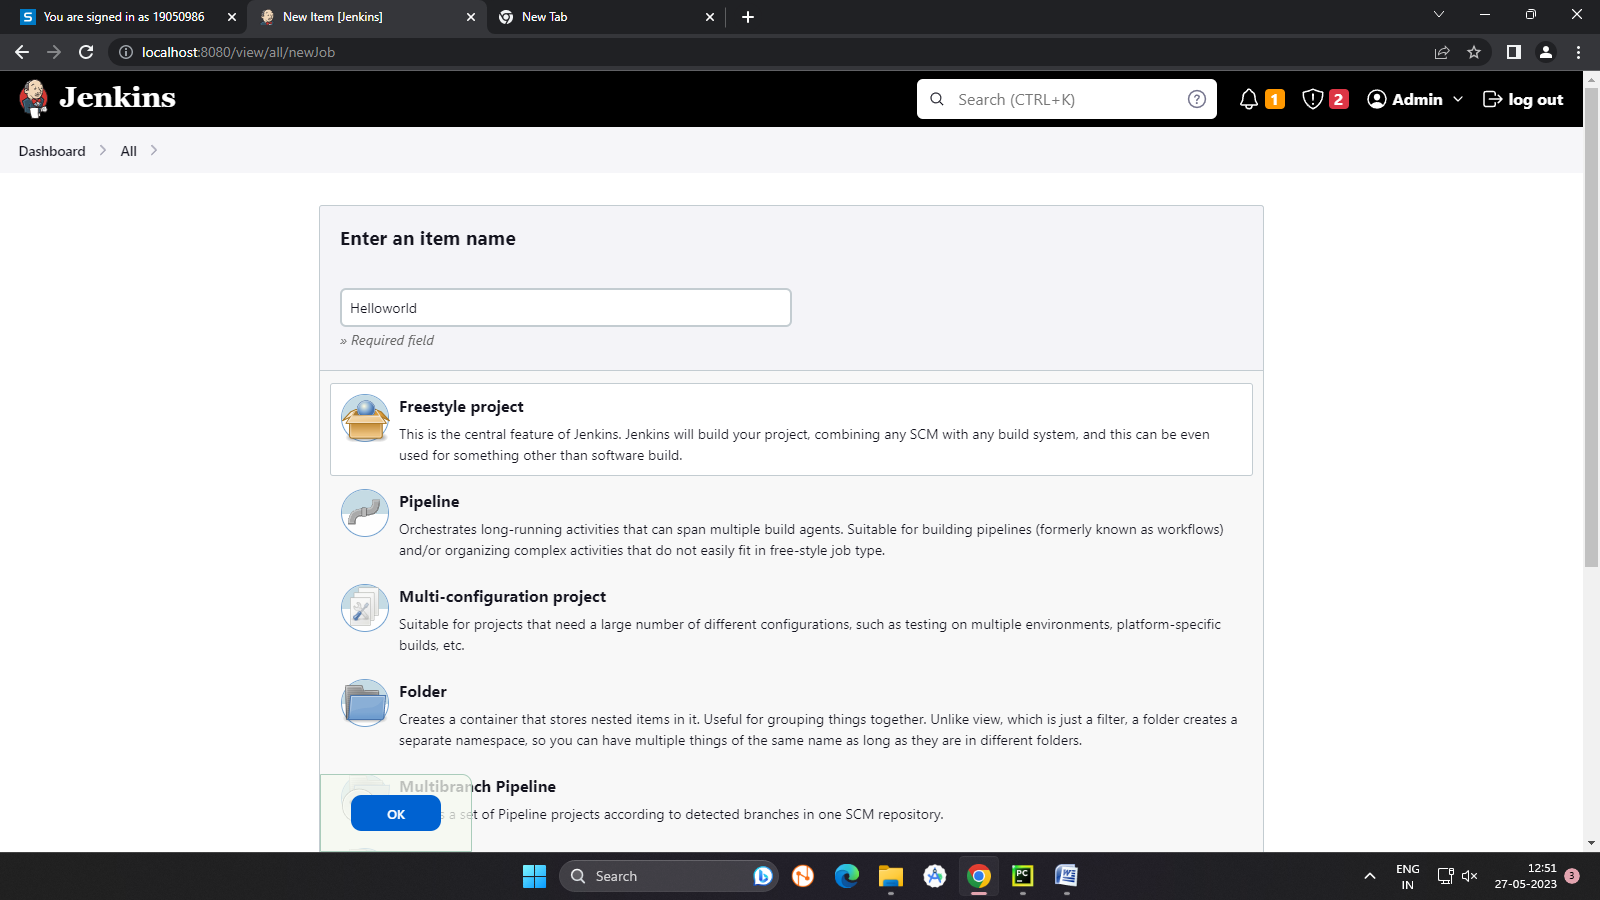 You are signed in as 19050986
New Item [Jenkins]
New Tab
localhost:8080/view/all/newJob
Jenkins
Search (CTRL+K)
1
2
Admin
log out
Dashboard
All
Enter an item name
Helloworld
» Required field
Freestyle project
This is the central feature of Jenkins. Jenkins will build your project, combining any SCM with any build system, and this can be even
used for something other than software build.
Pipeline
Orchestrates long-running activities that can span multiple build agents. Suitable for building pipelines (formerly known as workflows)
and/or organizing complex activities that do not easily fit in free-style job type.
Multi-configuration project
Suitable for projects that need a large number of different configurations, such as testing on multiple environments, platform-specific
builds, etc.
Folder
Creates a container that stores nested items in it. Useful for grouping things together. Unlike view, which is just a filter, a folder creates a
separate namespace, so you can have multiple things of the same name as long as they are in different folders.
Multibranch Pipeline
a set of Pipeline projects according to detected branches in one SCM repository.
OK
Search
ENG
IN
12:51
27-05-2023
3